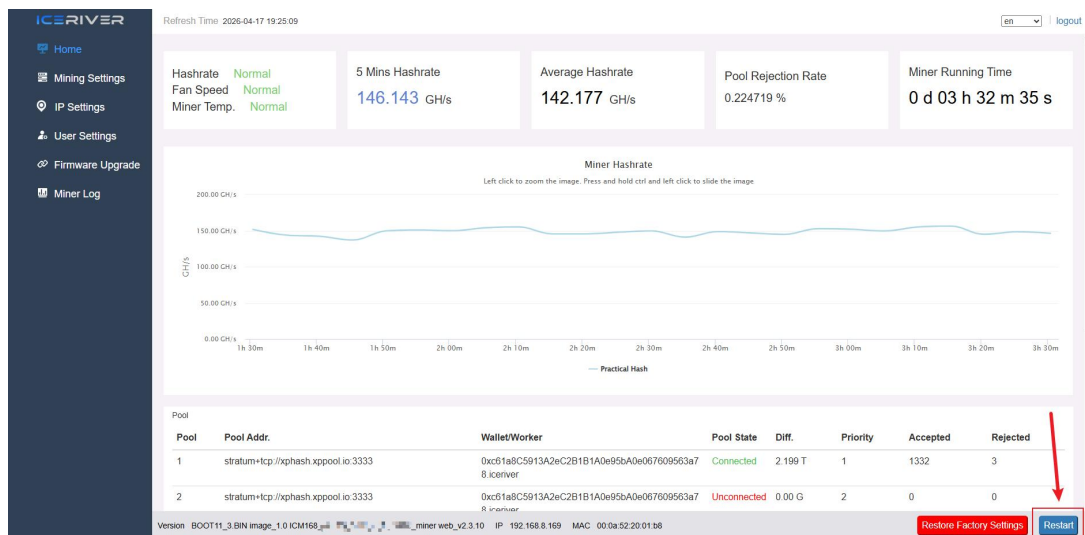 ICERIVER
Refresh Time 2026-04-17 19:25:09
en
logout
Home
Mining Settings
IP Settings
User Settings
Firmware Upgrade
Miner Log
Hashrate Normal
Fan Speed Normal
Miner Temp. Normal
5 Mins Hashrate
146.143 GH/s
Average Hashrate
142.177 GH/s
Pool Rejection Rate
0.224719 %
Miner Running Time
0 d 03 h 32 m 35 s
Miner Hashrate
Left click to zoom the image. Press and hold ctrl and left click to slide the image
200.00 GH/s
150.00 GH/s
100.00 GH/s
50.00 GH/s
0.00 GH/s
GH/s
1h 30m 1h 40m 1h 50m 2h 00m 2h 10m 2h 20m 2h 30m 2h 40m 2h 50m 3h 00m 3h 10m 3h 20m 3h 30m
Practical Hash
Pool
Pool Pool Addr. Wallet/Worker Pool State Diff. Priority Accepted Rejected
1 stratum+tcp://xphash.xppool.io:3333 0xc61a8C5913A2eC2B1B1A0e95bA0e067609563a7 Connected 2.199 T 1 1332 3
8.iceriver
2 stratum+tcp://xphash.xppool.io:3333 0xc61a8C5913A2eC2B1B1A0e95bA0e067609563a7 Unconnected 0.00 G 2 0 0
8.iceriver
Version BOOT11_3.BIN image_1.0 ICM168_ _miner web_v2.3.10 IP 192.168.8.169 MAC 00:0a:52:20:01:b8
Restore Factory Settings
Restart